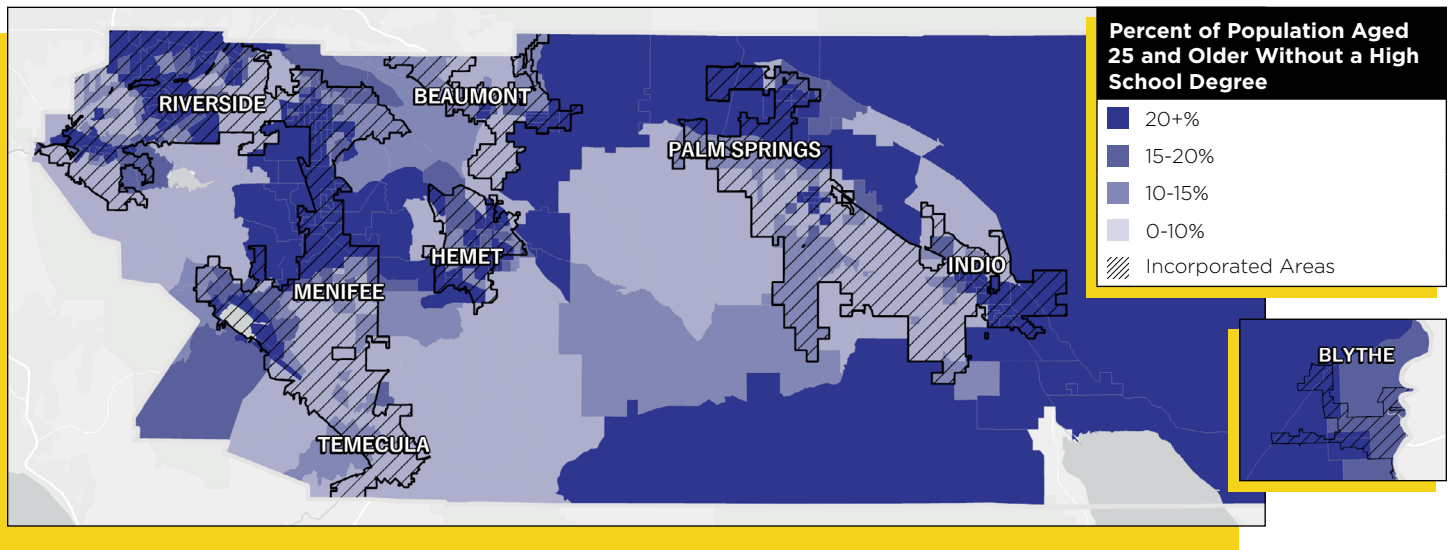 Percent of Population Aged
25 and Older Without a High
School Degree
20+%
15-20%
10-15%
0-10%
Incorporated Areas
RIVERSIDE
BEAUMONT
PALM SPRINGS
HEMET
MENIFEE
INDIO
TEMECULA
BLYTHE